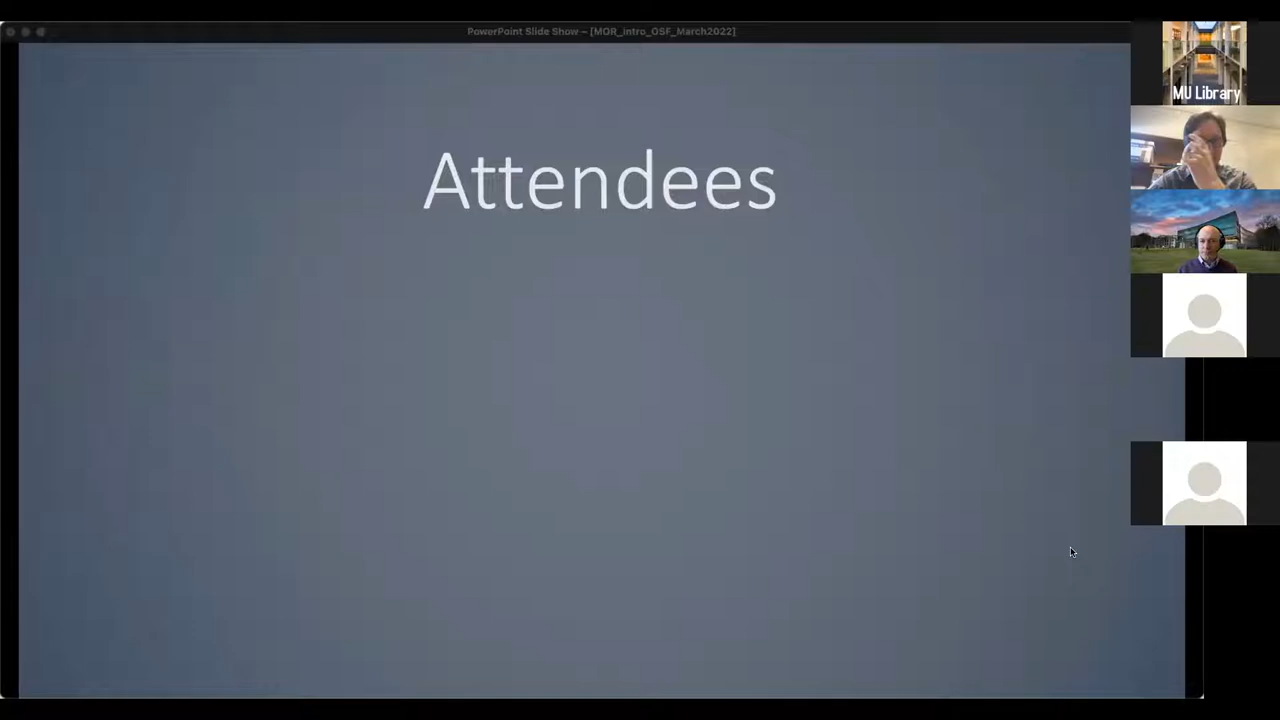 PowerPoint Slide Show – [MOR_intro_OSF_March2022]
MU Library
Attendees